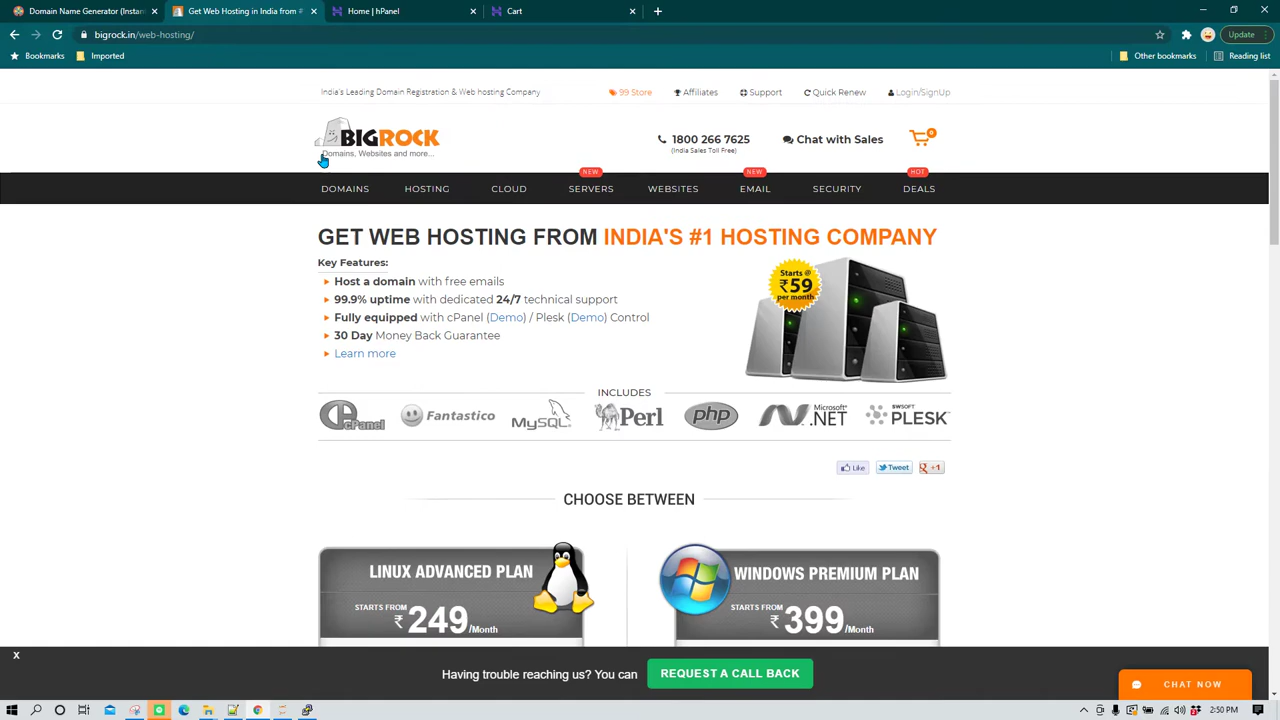 Domain Name Generator (Instant
Get Web Hosting in India from #
Home | hPanel
Cart
bigrock.in/web-hosting/
Update
Bookmarks
Imported
Other bookmarks
Reading list
India's Leading Domain Registration & Web hosting Company
99 Store
Affiliates
Support
Quick Renew
Login/SignUp
BIGROCK
Domains, Websites and more...
1800 266 7625
(India Sales Toll Free)
Chat with Sales
0
NEW
NEW
HOT
DOMAINS
HOSTING
CLOUD
SERVERS
WEBSITES
EMAIL
SECURITY
DEALS
GET WEB HOSTING FROM INDIA'S #1 HOSTING COMPANY
Key Features:
Host a domain with free emails
99.9% uptime with dedicated 24/7 technical support
Fully equipped with cPanel (Demo) / Plesk (Demo) Control
30 Day Money Back Guarantee
Learn more
Starts @
₹59
per month
INCLUDES
cPanel
Fantastico
MySQL
Perl
php
Microsoft
.NET
SWSOFT
PLESK
Like
Tweet
+1
CHOOSE BETWEEN
LINUX ADVANCED PLAN
STARTS FROM
₹ 249 /Month
WINDOWS PREMIUM PLAN
STARTS FROM
₹ 399 /Month
X
Having trouble reaching us? You can
REQUEST A CALL BACK
CHAT NOW
2:50 PM